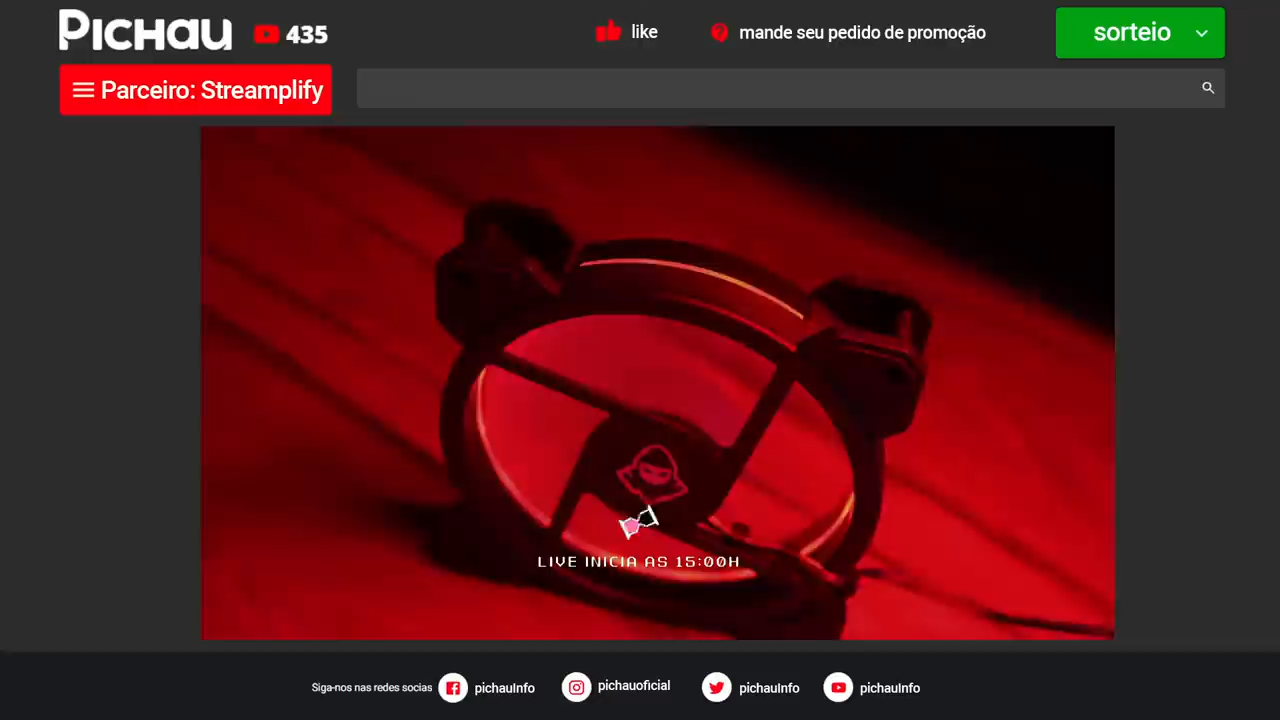 PICHAU
435
like
mande seu pedido de promoção
sorteio
Parceiro: Streamplify
LIVE INICIA AS 15:00H
Siga-nos nas redes socias
pichauInfo
pichauoficial
pichauInfo
pichauInfo